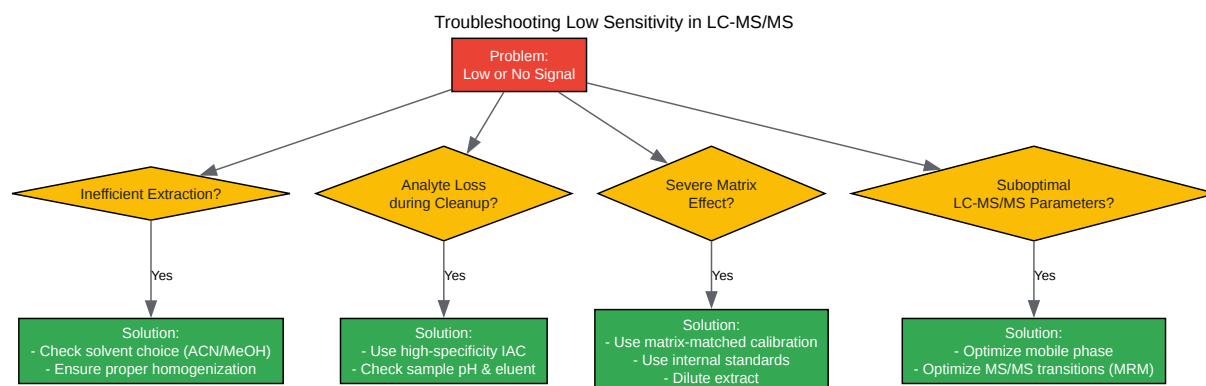 Troubleshooting Low Sensitivity in LC-MS/MS
Problem:
Low or No Signal
Inefficient Extraction?
Analyte Loss
during Cleanup?
Severe Matrix
Effect?
Suboptimal
LC-MS/MS Parameters?
Yes
Yes
Yes
Yes
Solution:
- Check solvent choice (ACN/MeOH)
- Ensure proper homogenization
Solution:
- Use high-specificity IAC
- Check sample pH & eluent
Solution:
- Use matrix-matched calibration
- Use internal standards
- Dilute extract
Solution:
- Optimize mobile phase
- Optimize MS/MS transitions (MRM)